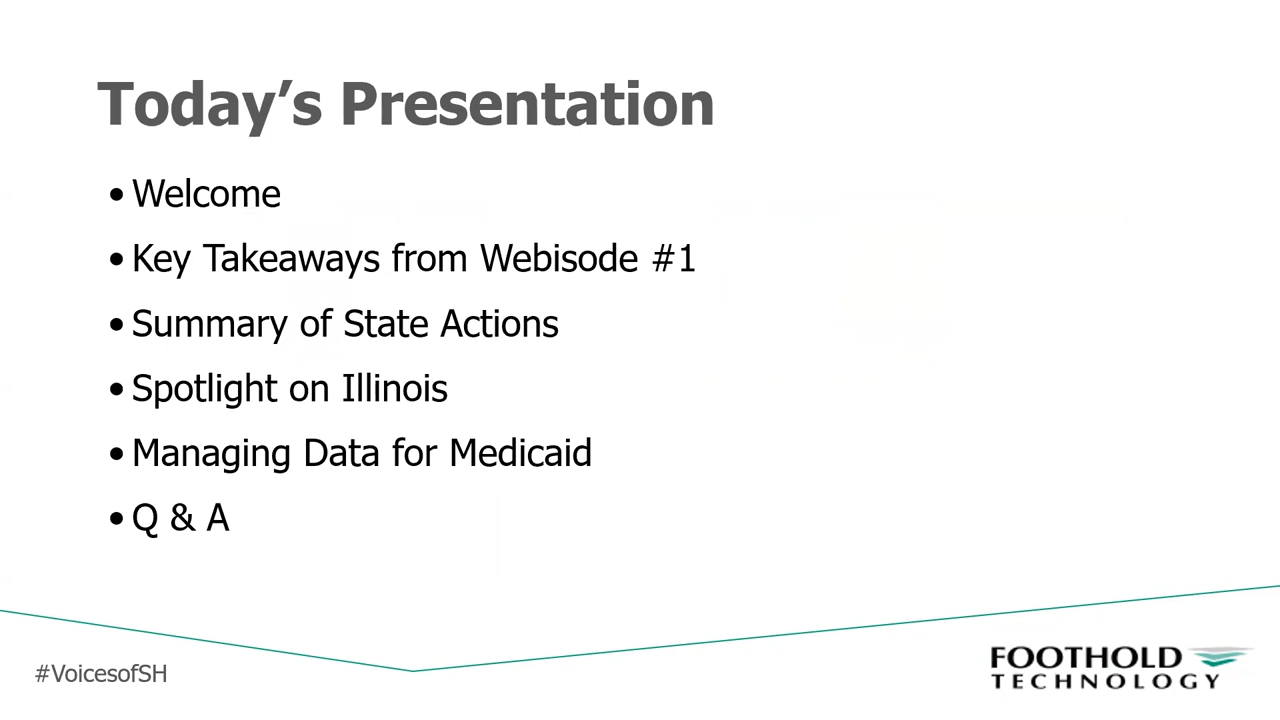 Today’s Presentation
• Welcome
• Key Takeaways from Webisode #1
• Summary of State Actions
• Spotlight on Illinois
• Managing Data for Medicaid
• Q & A
#VoicesofSH
FOOTHOLD
TECHNOLOGY